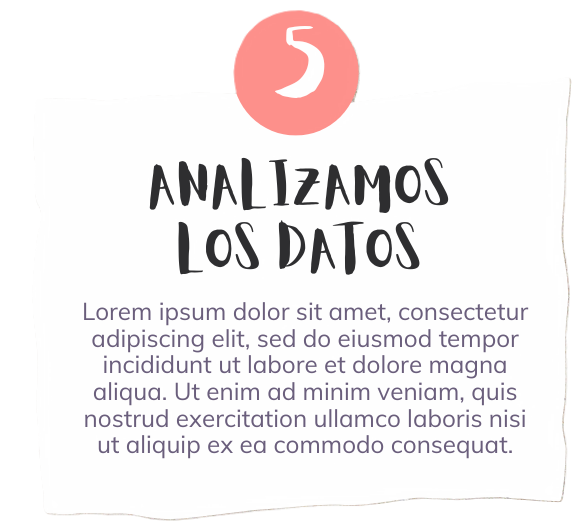 5
ANALIZAMOS
LOS DATOS
Lorem ipsum dolor sit amet, consectetur
adipiscing elit, sed do eiusmod tempor
incididunt ut labore et dolore magna
aliqua. Ut enim ad minim veniam, quis
nostrud exercitation ullamco laboris nisi
ut aliquip ex ea commodo consequat.